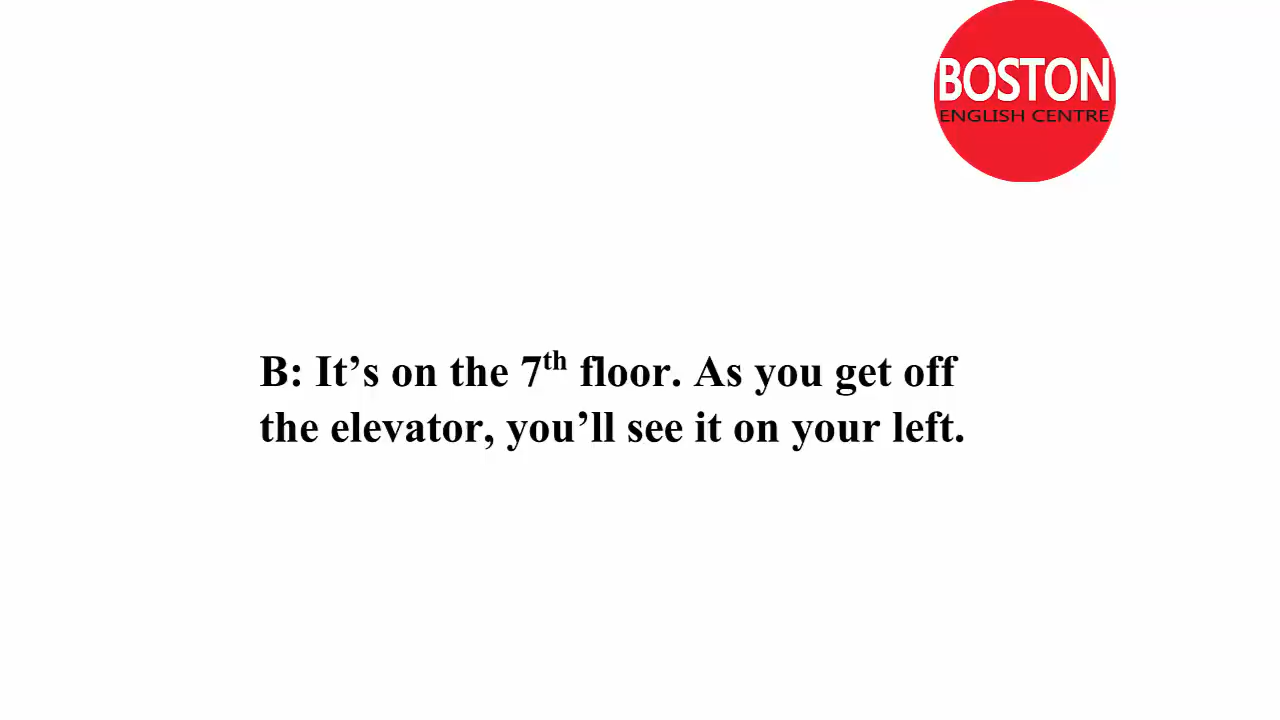 BOSTON
ENGLISH CENTRE
B: It’s on the 7th floor. As you get off
the elevator, you’ll see it on your left.